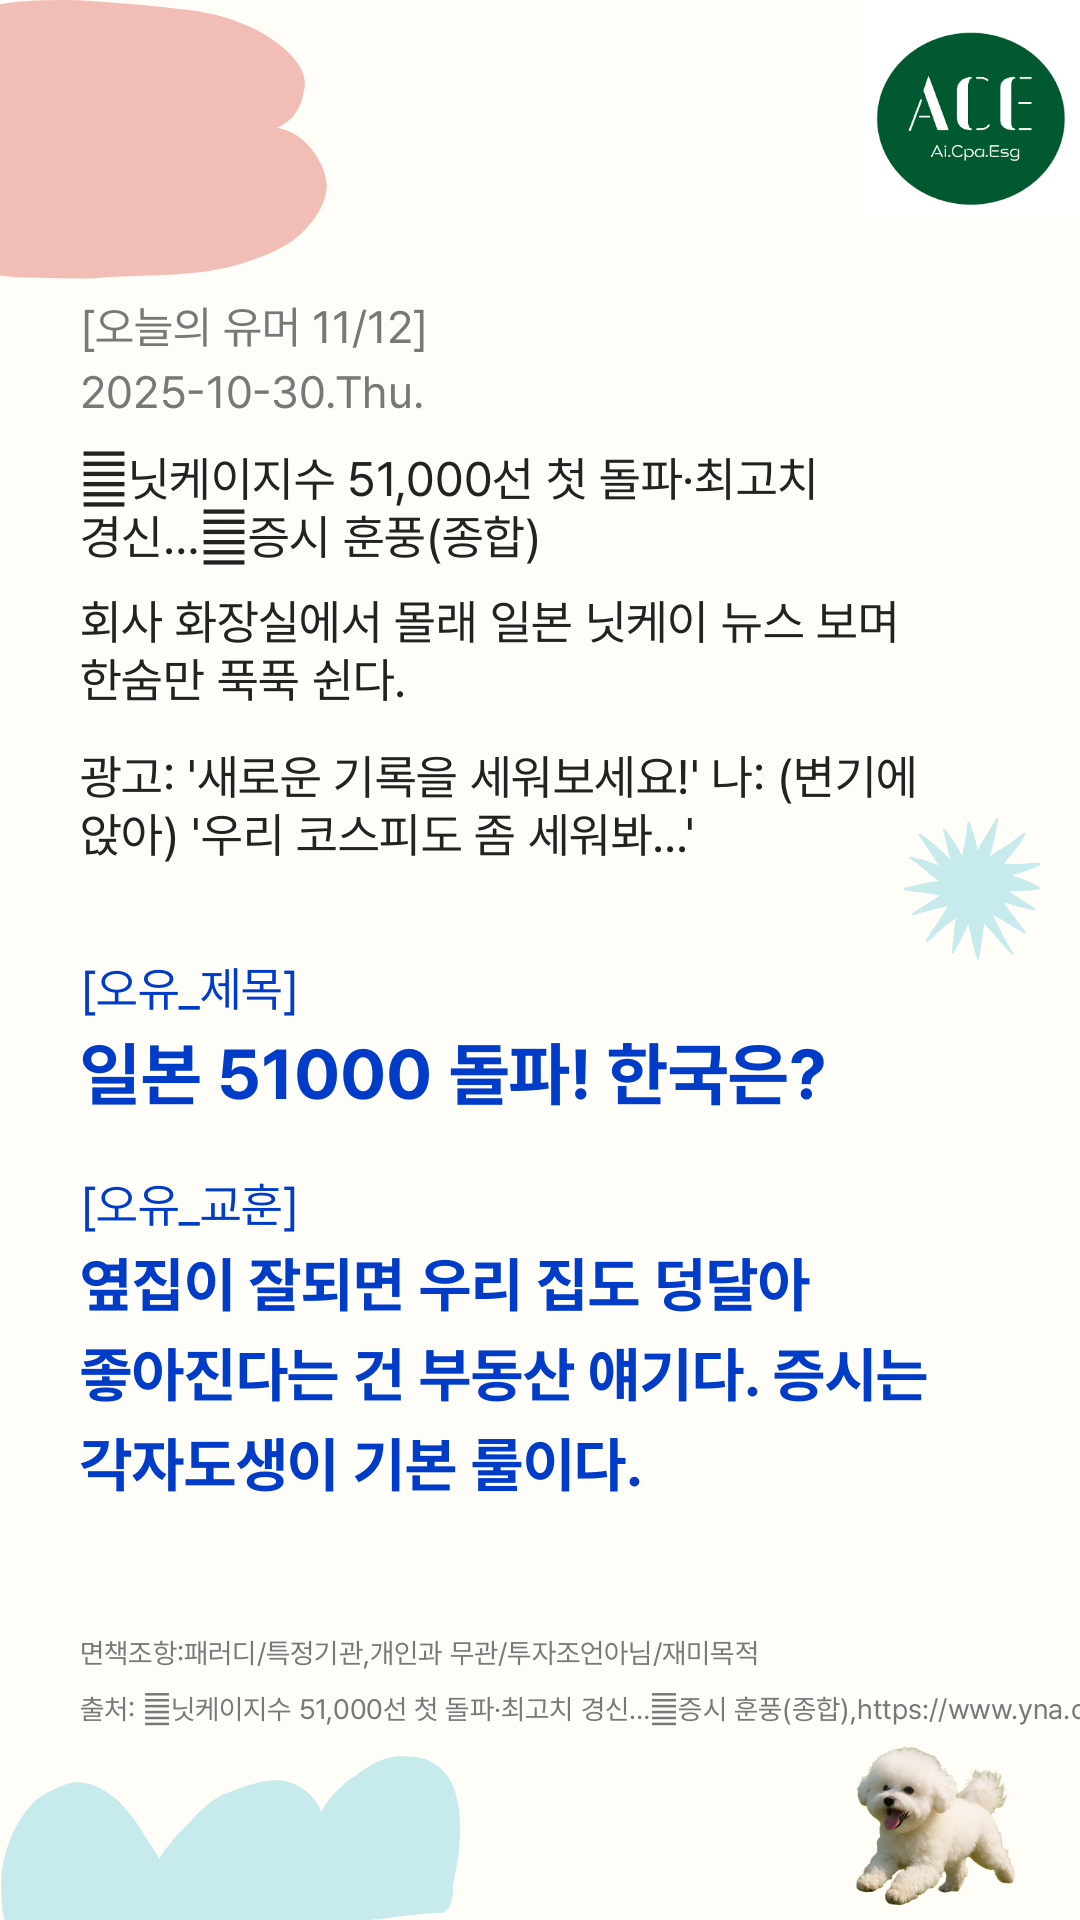 ACE
Ai.Cpa.Esg
[오늘의 유머 11/12]
2025-10-30.Thu.
닛케이지수 51,000선 첫 돌파·최고치
경신…증시 훈풍(종합)
회사 화장실에서 몰래 일본 닛케이 뉴스 보며
한숨만 푹푹 쉰다.
광고: '새로운 기록을 세워보세요!' 나: (변기에
앉아) '우리 코스피도 좀 세워봐...'
[오유_제목]
일본 51000 돌파! 한국은?
[오유_교훈]
옆집이 잘되면 우리 집도 덩달아
좋아진다는 건 부동산 얘기다. 증시는
각자도생이 기본 룰이다.
면책조항:패러디/특정기관,개인과 무관/투자조언아님/재미목적
출처: 닛케이지수 51,000선 첫 돌파·최고치 경신…증시 훈풍(종합),https://www.yna.c